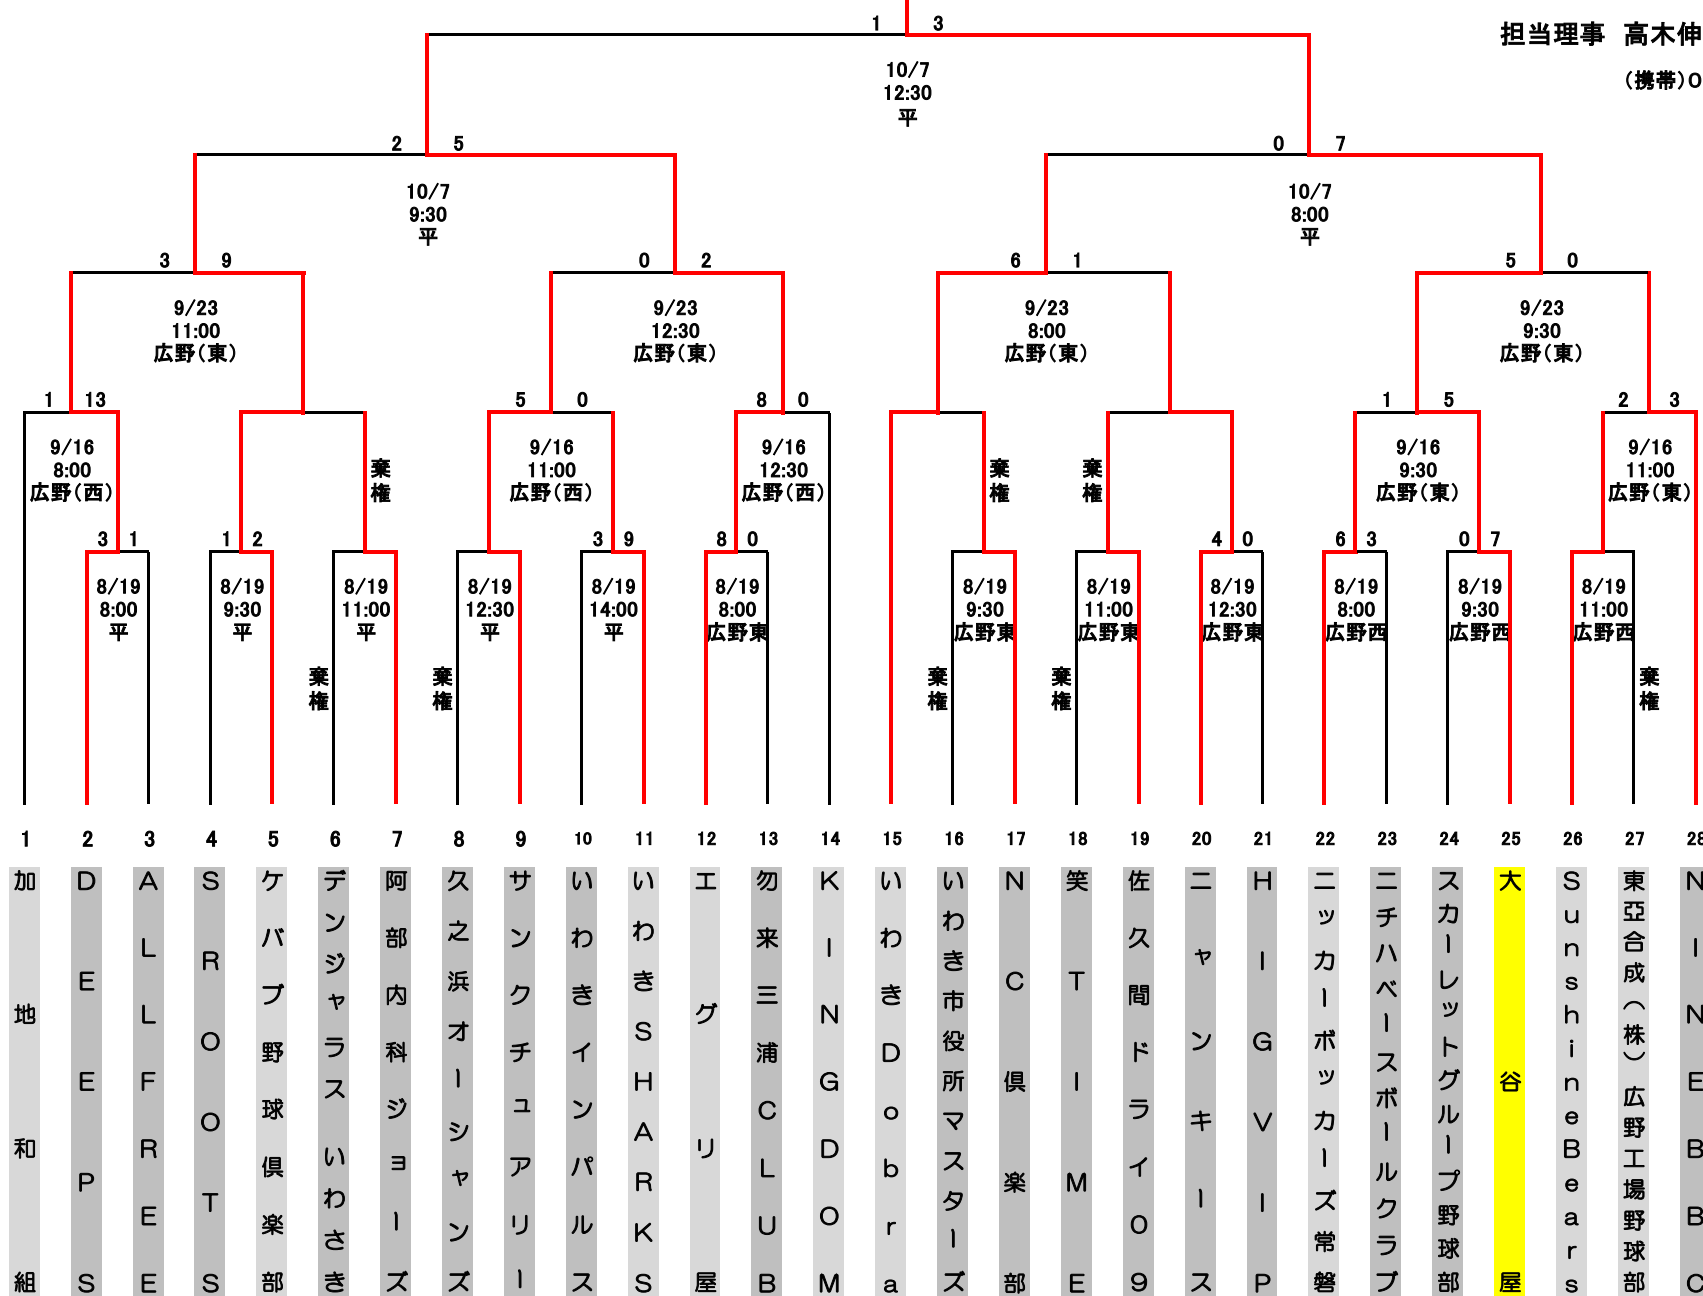 1 3
担当理事 高木伸
10/7
12:30
平
(携帯)0
2 5
0 7
10/7
9:30
平
10/7
8:00
平
3 9
0 2
6 1
5 0
9/23
11:00
広野(東)
9/23
12:30
広野(東)
9/23
8:00
広野(東)
9/23
9:30
広野(東)
1 13
5 0
8 0
1 5
2 3
9/16
8:00
広野(西)
棄権
9/16
11:00
広野(西)
9/16
12:30
広野(西)
棄権
棄権
9/16
9:30
広野(東)
9/16
11:00
広野(東)
3 1
1 2
3 9
8 0
4 0
6 3
0 7
8/19
8:00
平
8/19
9:30
平
8/19
11:00
平
8/19
12:30
平
8/19
14:00
平
8/19
8:00
広野東
8/19
9:30
広野東
8/19
11:00
広野東
8/19
12:30
広野東
8/19
8:00
広野西
8/19
9:30
広野西
8/19
11:00
広野西
棄権
棄権
棄権
棄権
棄権
1 2 3 4 5 6 7 8 9 10 11 12 13 14 15 16 17 18 19 20 21 22 23 24 25 26 27 28
加地和組
DEEPS
ALLFREE
SROOTS
ケバブ野球倶楽部
デンジャラス いわさき
阿部内科ジョーズ
久之浜オーシャンズ
サンクチュアリー
いわきインパルス
いわきSHARKS
エグリ屋
勿来三浦CLUB
KINGDOM
いわきDobra
いわき市役所マスターズ
NC倶楽部
笑TIME
佐久間ドライ09
ニャンキース
HIGVIP
ニッカーボッカーズ常磐
ニチハベースボールクラブ
スカーレットグループ野球部
大谷屋
SunshineBears
東亞合成(株)広野工場野球部
NINEBBC